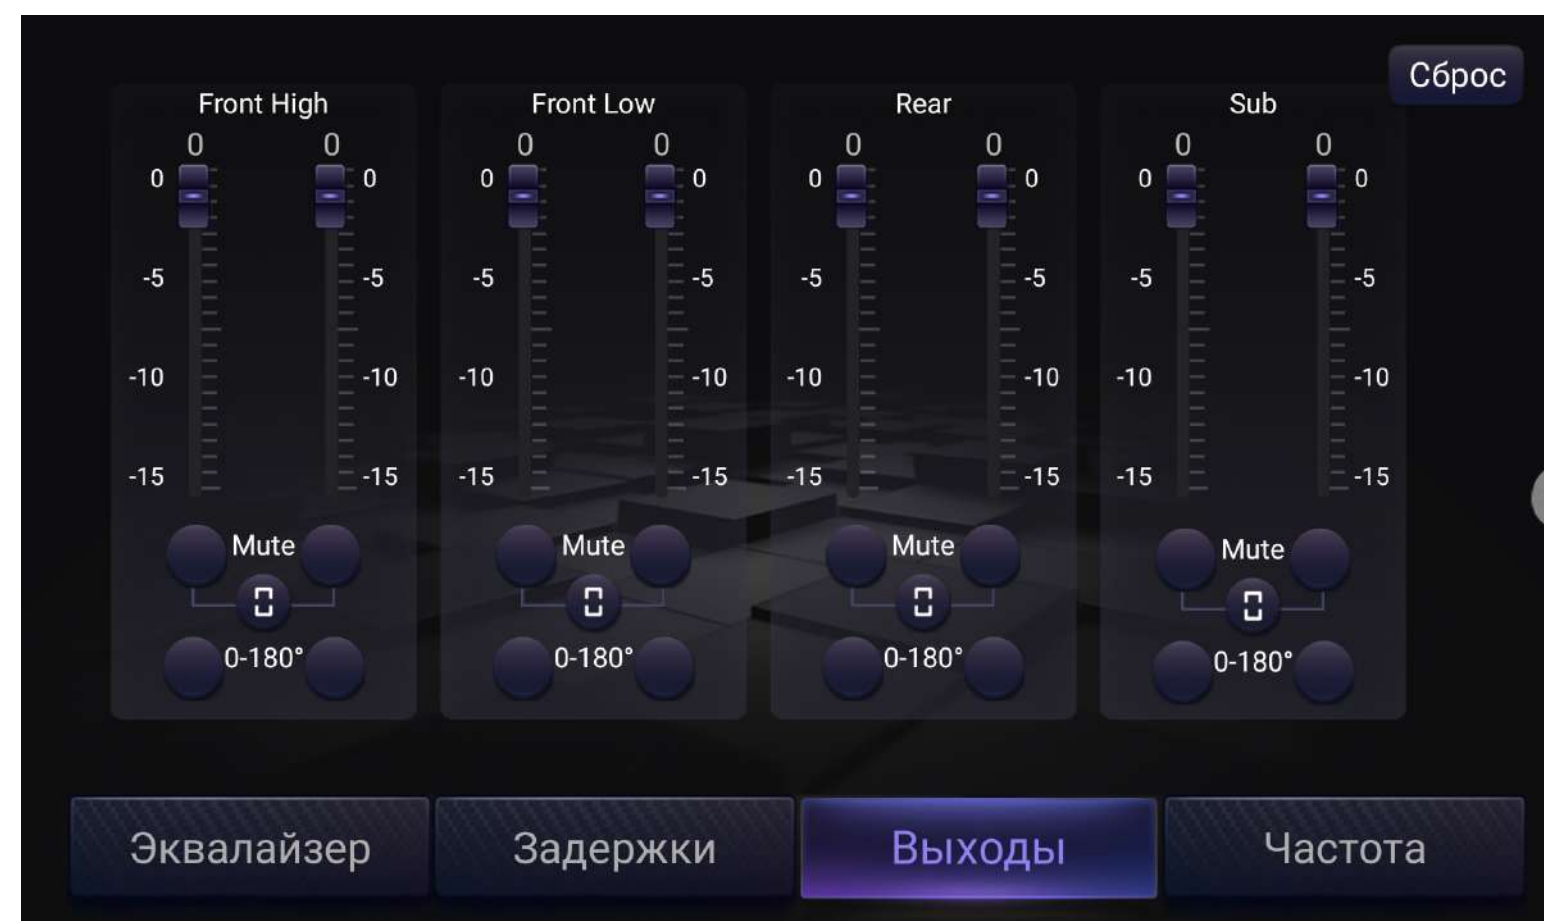 Сброс
Front High
Front Low
Rear
Sub
0 0 0 0 0 0 0 0
0 0 0 0 0 0 0 0
-5 -5 -5 -5 -5 -5 -5 -5
-10 -10 -10 -10 -10 -10 -10 -10
-15 -15 -15 -15 -15 -15 -15 -15
Mute Mute Mute Mute
0-180° 0-180° 0-180° 0-180°
Эквалайзер
Задержки
Выходы
Частота